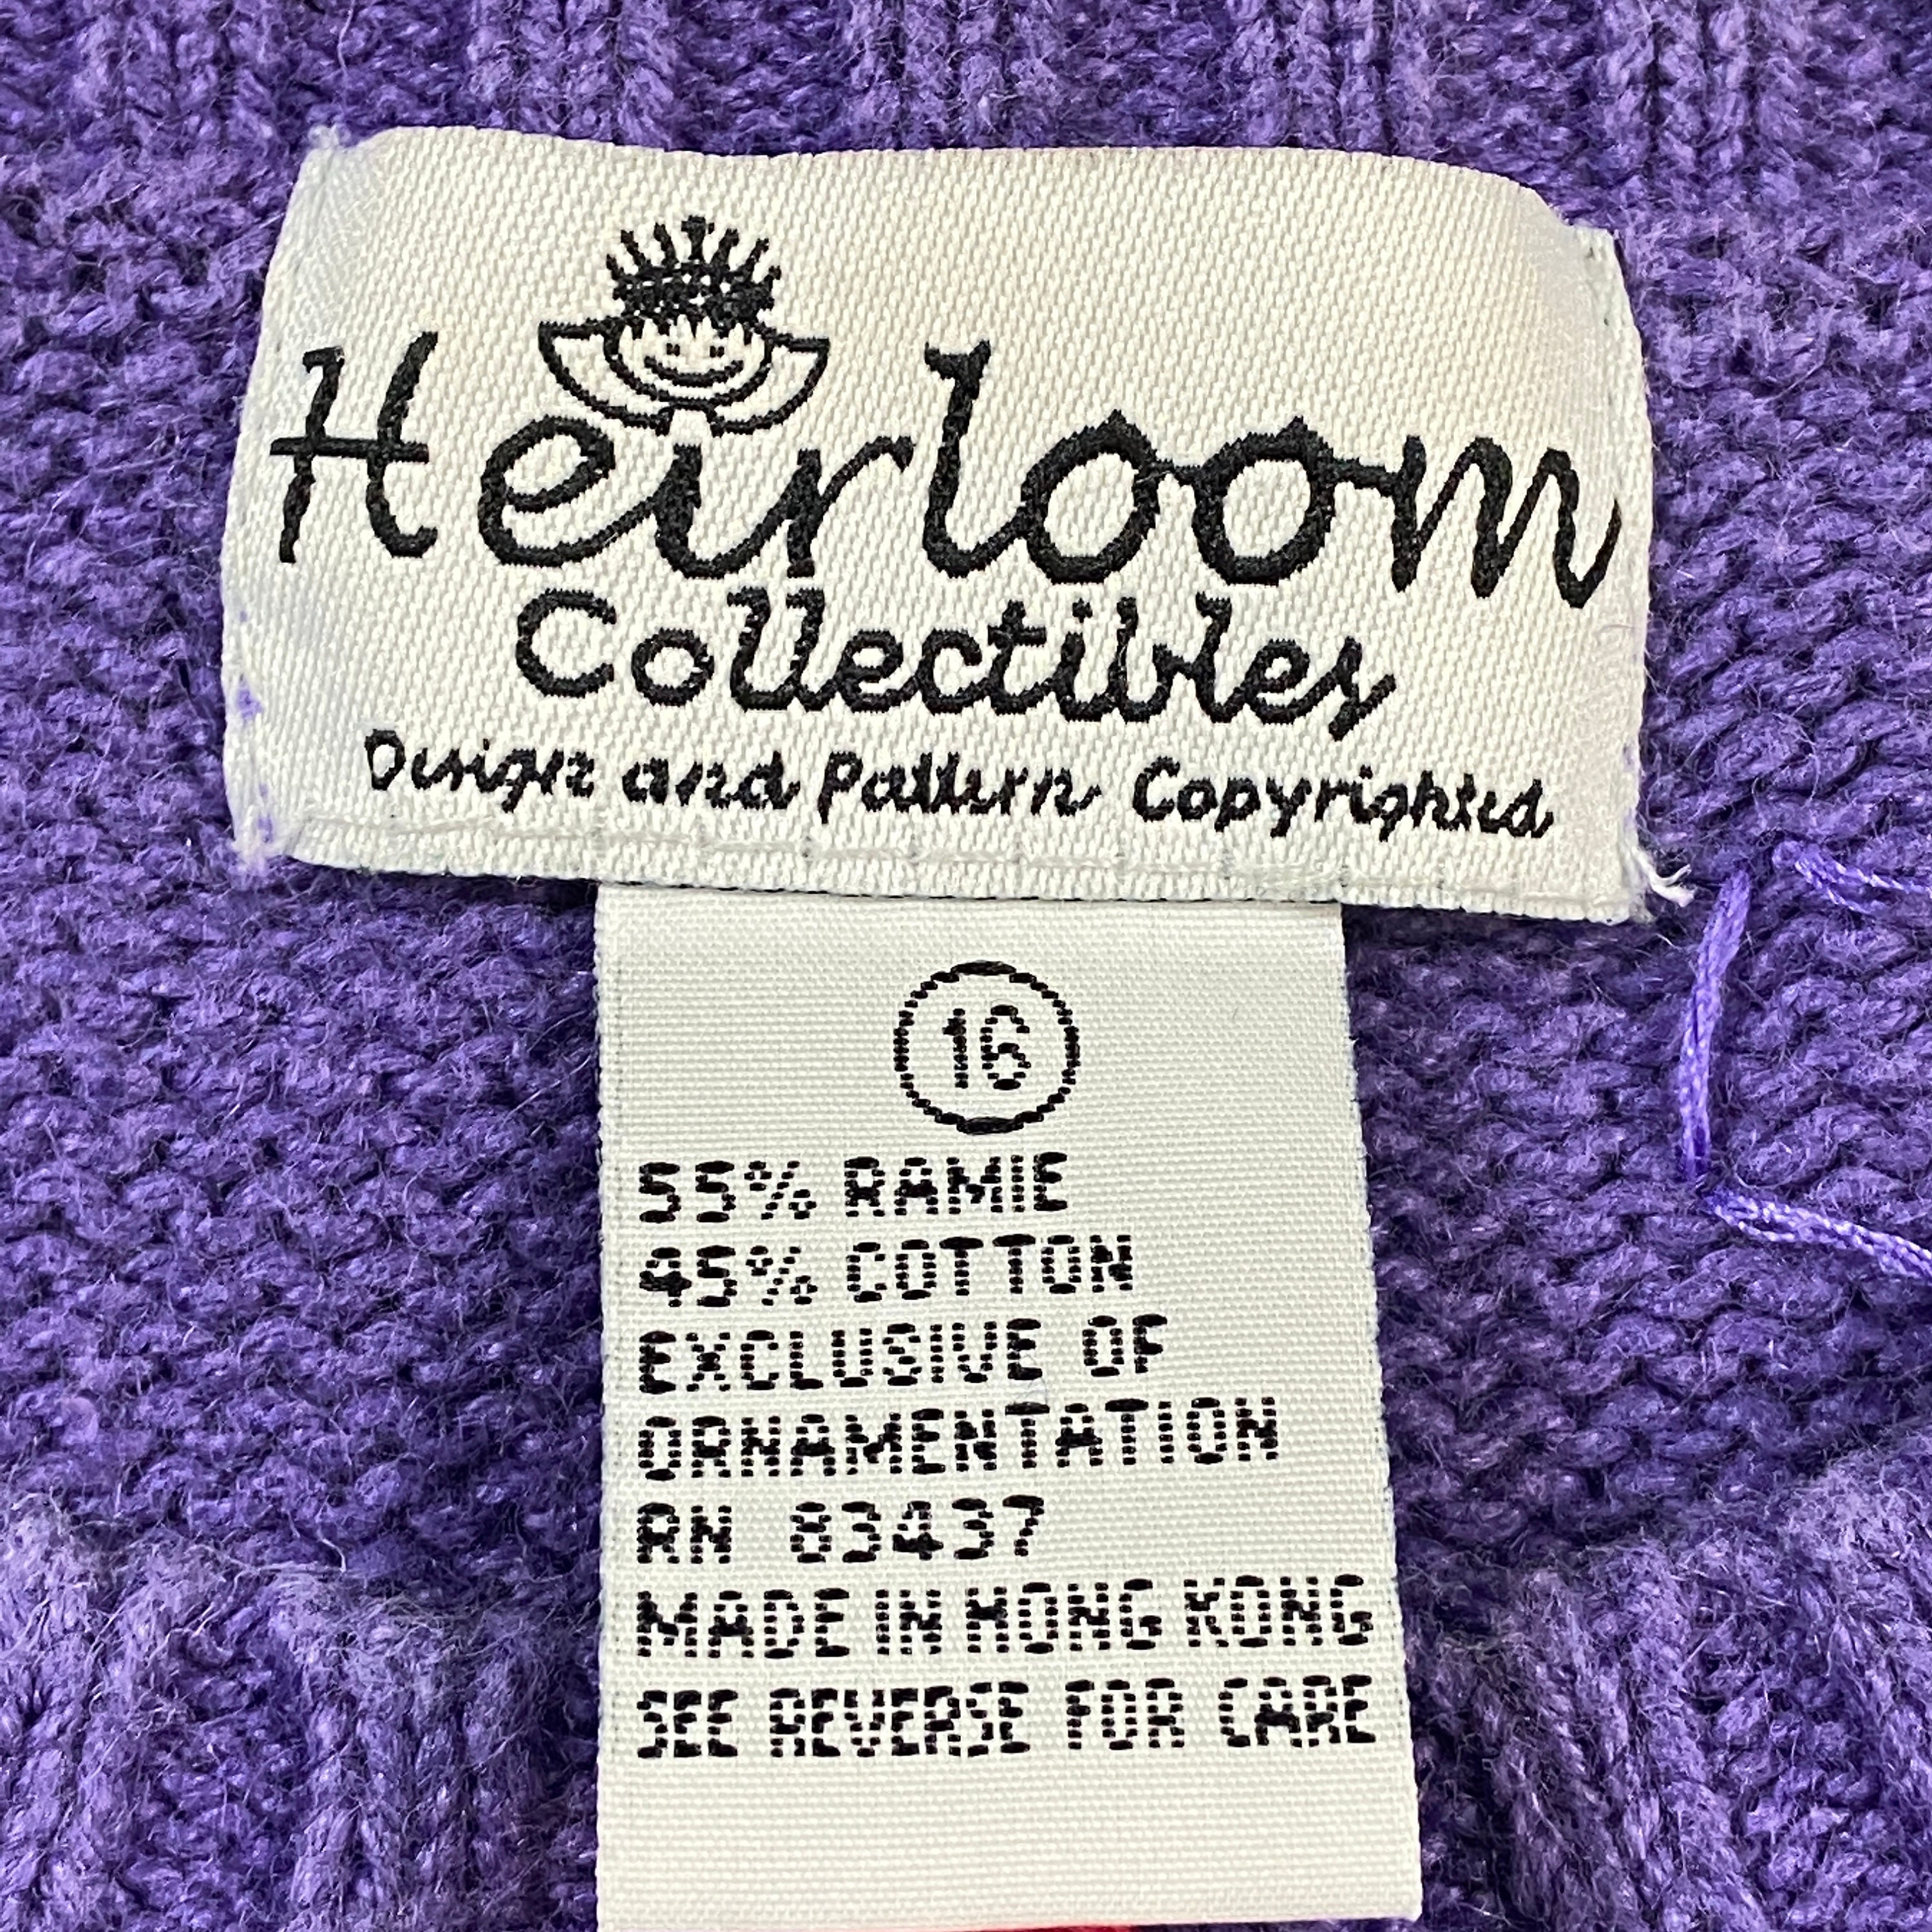 Heirloom
Collectibles
Design and Pattern Copyrighted
16
55% RAMIE
45% COTTON
EXCLUSIVE OF
ORNAMENTATION
RN 83437
MADE IN HONG KONG
SEE REVERSE FOR CARE